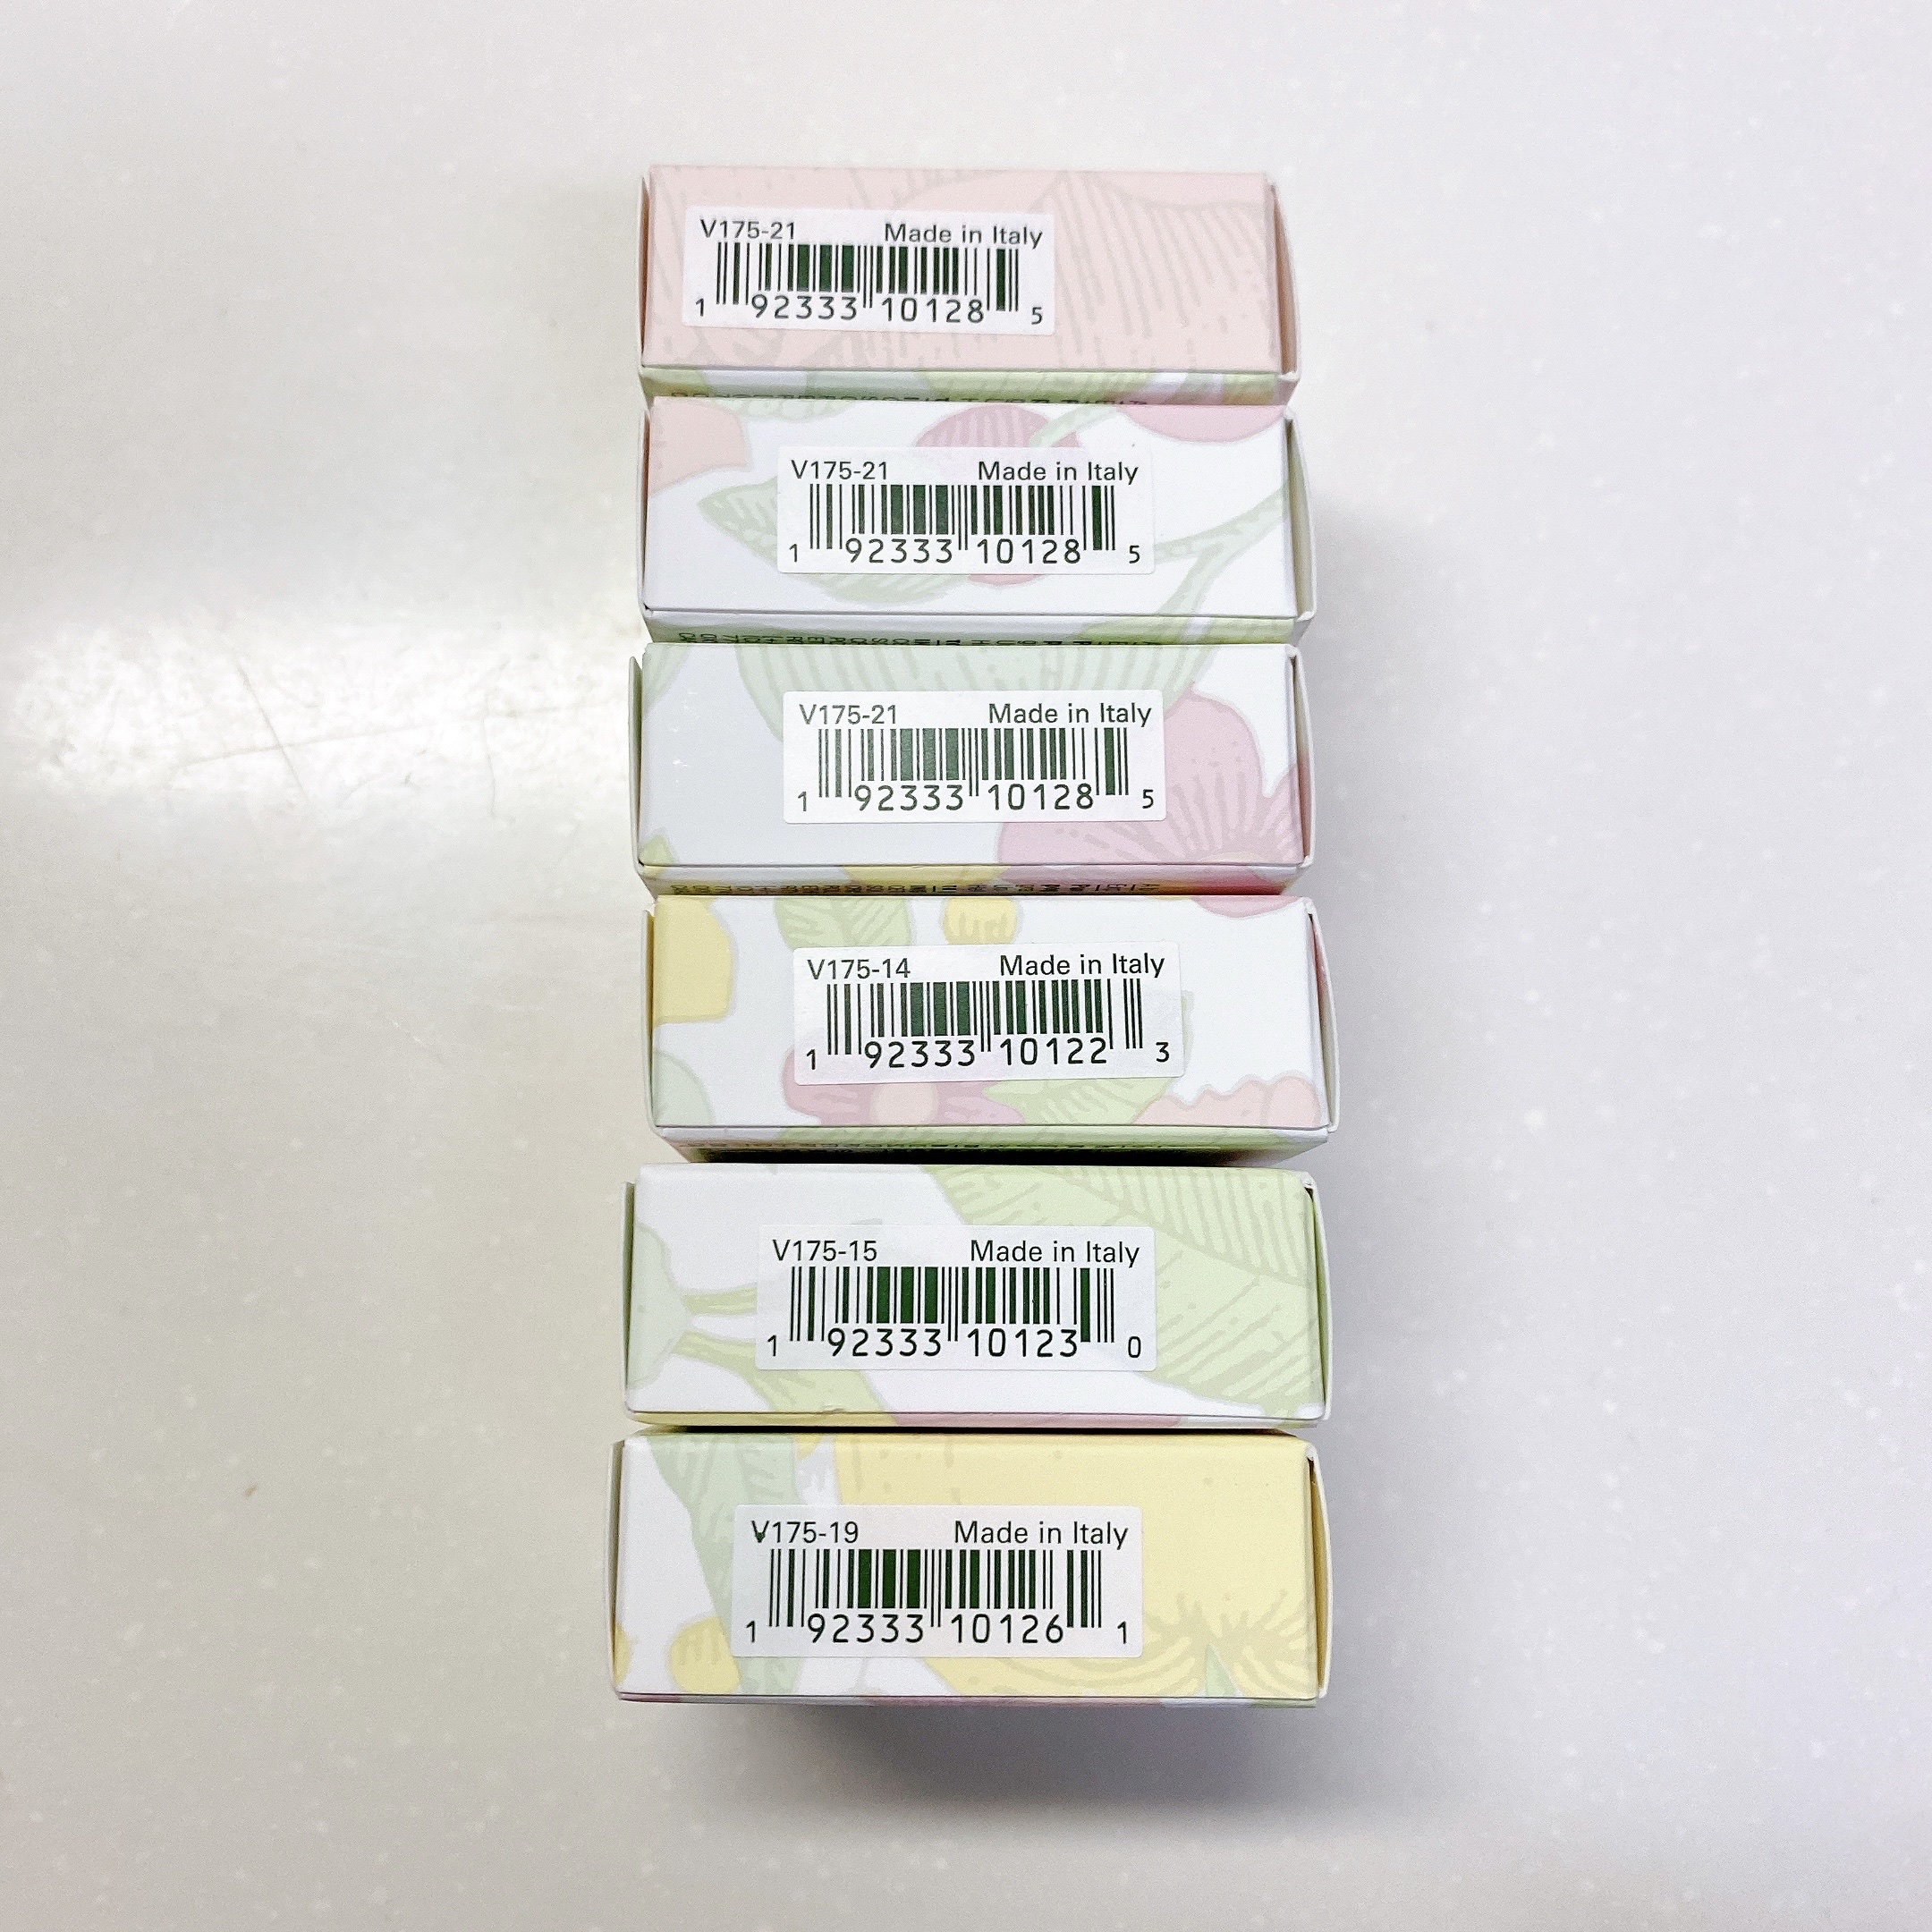 V175-21 Made in Italy
1 92333 10128 5
V175-21 Made in Italy
1 92333 10128 5
V175-21 Made in Italy
1 92333 10128 5
V175-14 Made in Italy
1 92333 10122 3
V175-15 Made in Italy
1 92333 10123 0
V175-19 Made in Italy
1 92333 10126 1